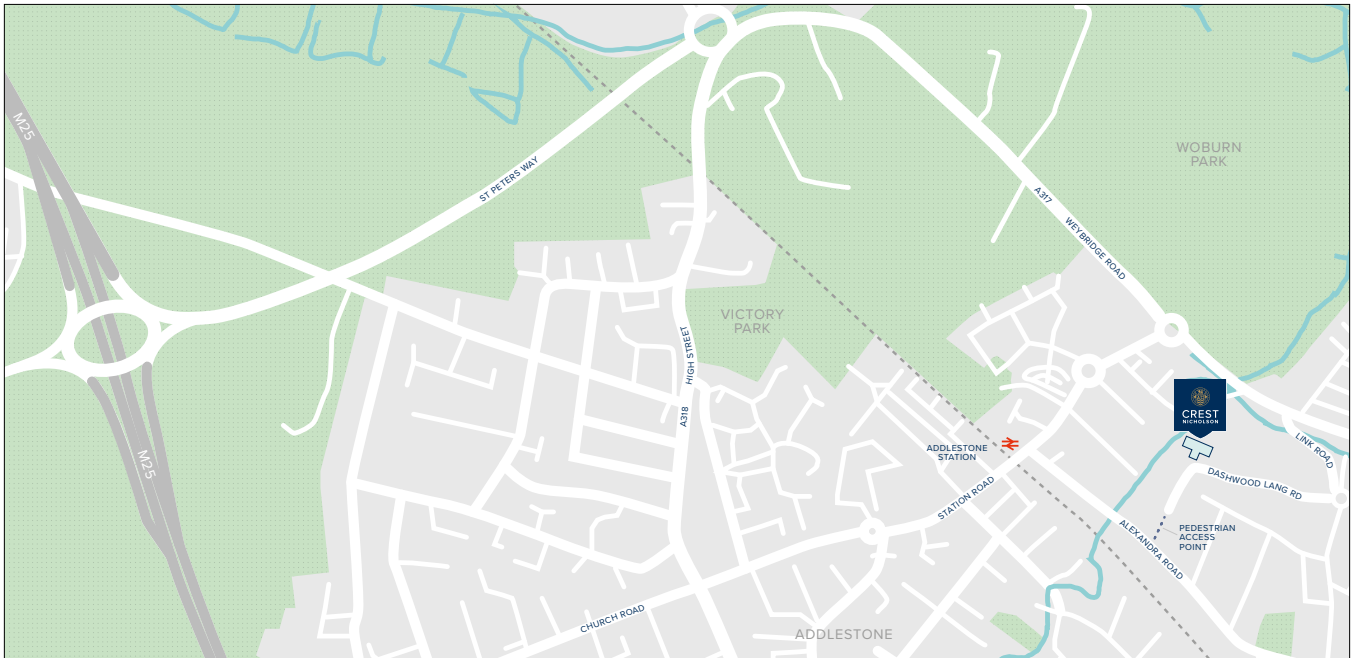 M25
ST PETERS WAY
WOBURN
PARK
A317
WEYBRIDGE ROAD
VICTORY
PARK
HIGH STREET
A318
CREST
NICHOLSON
ADDLESTONE
STATION
LINK ROAD
M25
DASHWOOD LANG RD
STATION ROAD
PEDESTRIAN
ACCESS
POINT
ALEXANDRA ROAD
CHURCH ROAD
ADDLESTONE